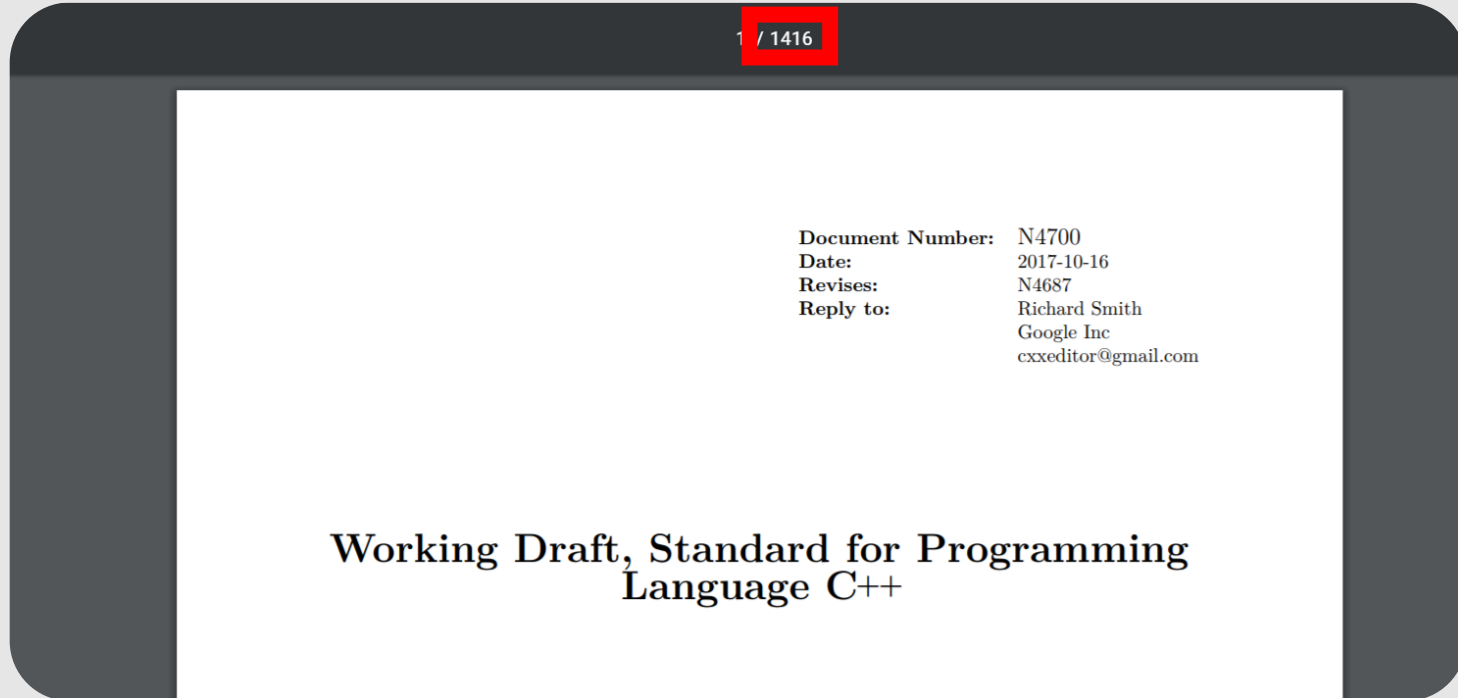 1 / 1416
Document Number: N4700
Date: 2017-10-16
Revises: N4687
Reply to: Richard Smith
Google Inc
cxxeditor@gmail.com
Working Draft, Standard for Programming
Language C++